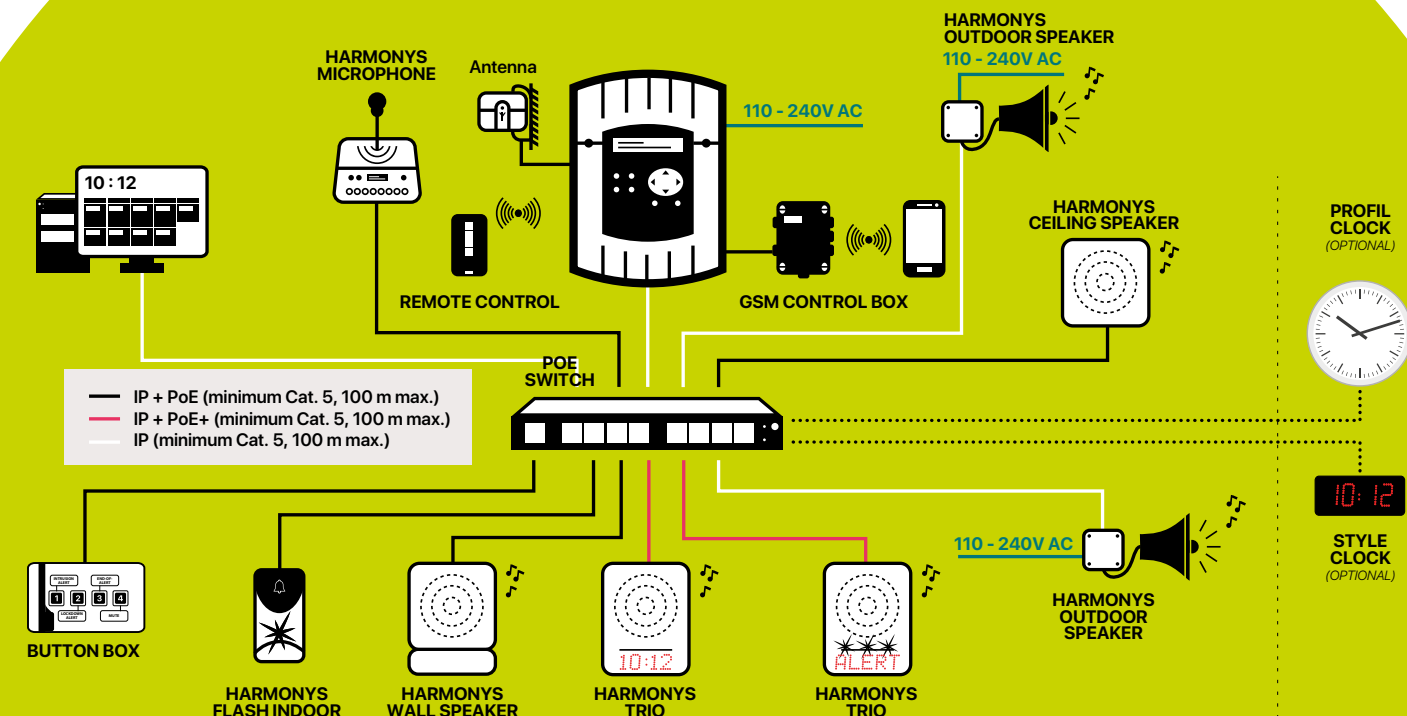 HARMONYS
OUTDOOR SPEAKER
110 - 240V AC
HARMONYS
MICROPHONE
Antenna
110 - 240V AC
10:12
HARMONYS
CEILING SPEAKER
PROFIL
CLOCK
(OPTIONAL)
REMOTE CONTROL
GSM CONTROL BOX
POE
SWITCH
IP + PoE (minimum Cat. 5, 100 m max.)
IP + PoE+ (minimum Cat. 5, 100 m max.)
IP (minimum Cat. 5, 100 m max.)
10:12
STYLE
CLOCK
(OPTIONAL)
110 - 240V AC
HARMONYS
OUTDOOR
SPEAKER
INTRUSION
ALERT
END-OF-
ALERT
1 2 3 4
LOCKDOWN
ALERT
MUTE
BUTTON BOX
10:12
ALERT
HARMONYS
FLASH INDOOR
HARMONYS
WALL SPEAKER
HARMONYS
TRIO
HARMONYS
TRIO